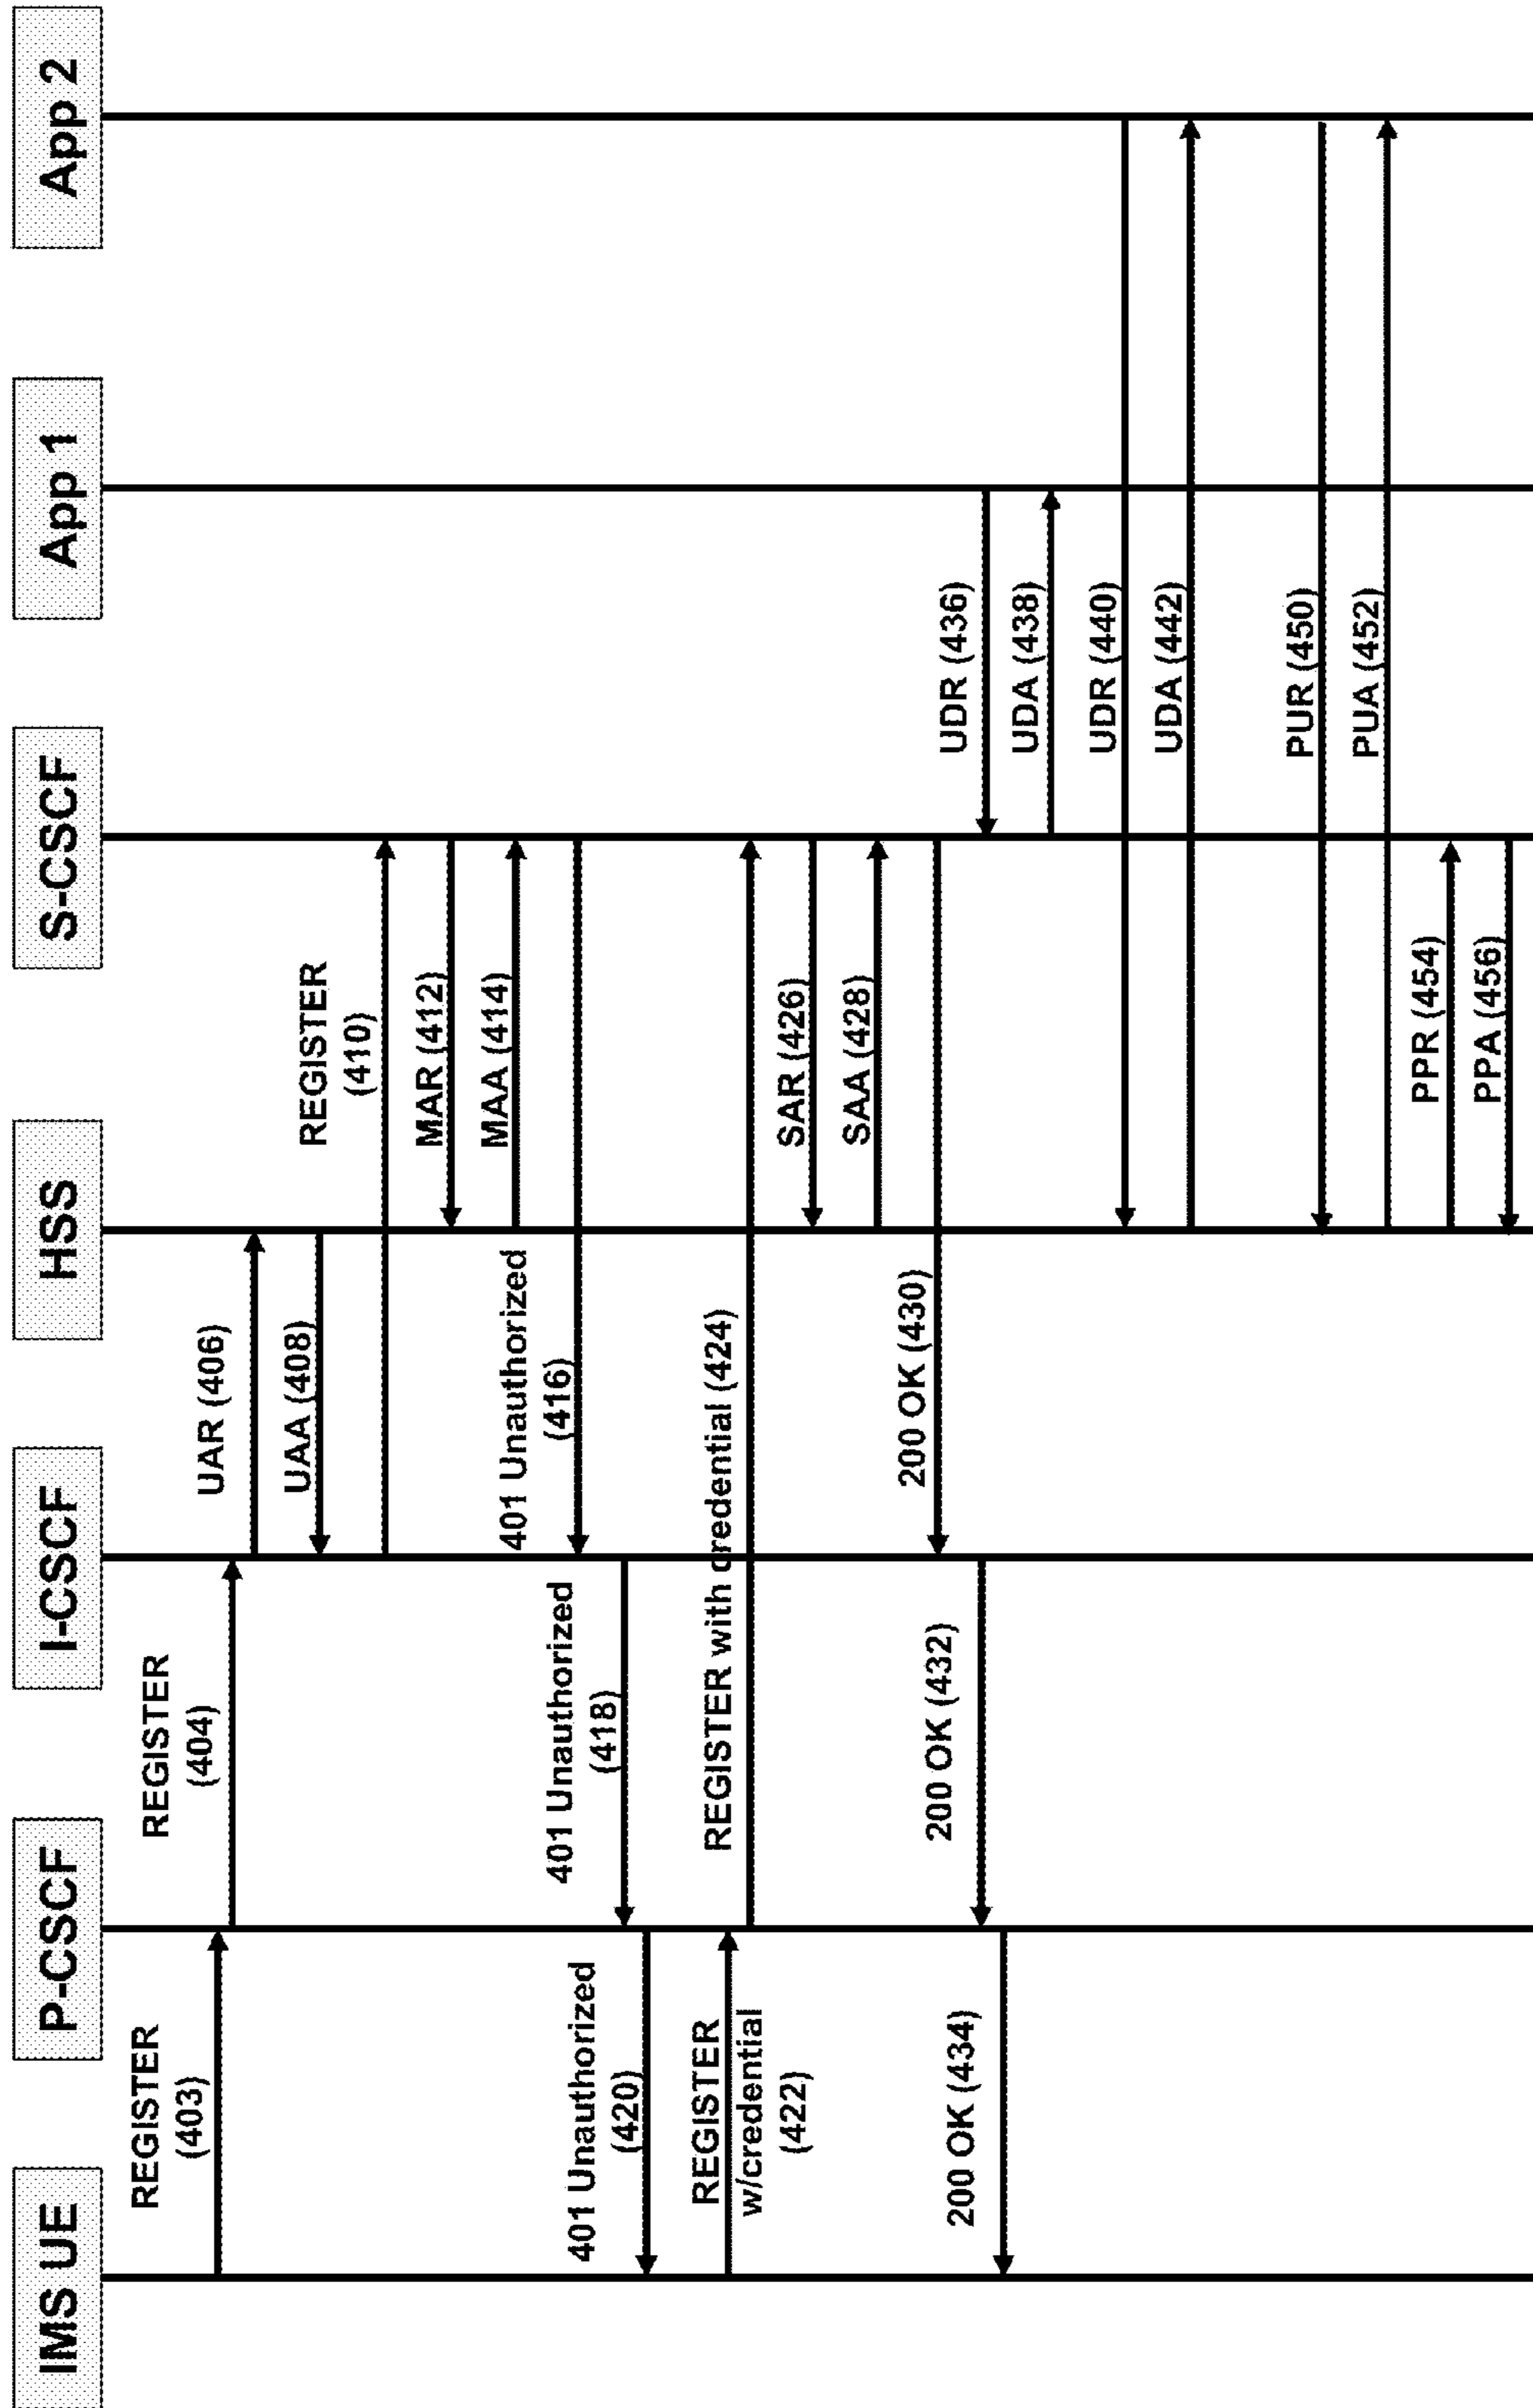 IMS UE
P-CSCF
I-CSCF
HSS
S-CSCF
App 1
App 2
REGISTER
(403)
REGISTER
(404)
UAR (406)
UAA (408)
REGISTER
(410)
MAR (412)
MAA (414)
401 Unauthorized
(416)
401 Unauthorized
(418)
401 Unauthorized
(420)
REGISTER
w/credential
(422)
REGISTER with credential (424)
SAR (426)
SAA (428)
200 OK (430)
200 OK (432)
200 OK (434)
UDR (436)
UDA (438)
UDR (440)
UDA (442)
PUR (450)
PUA (452)
PPR (454)
PPA (456)